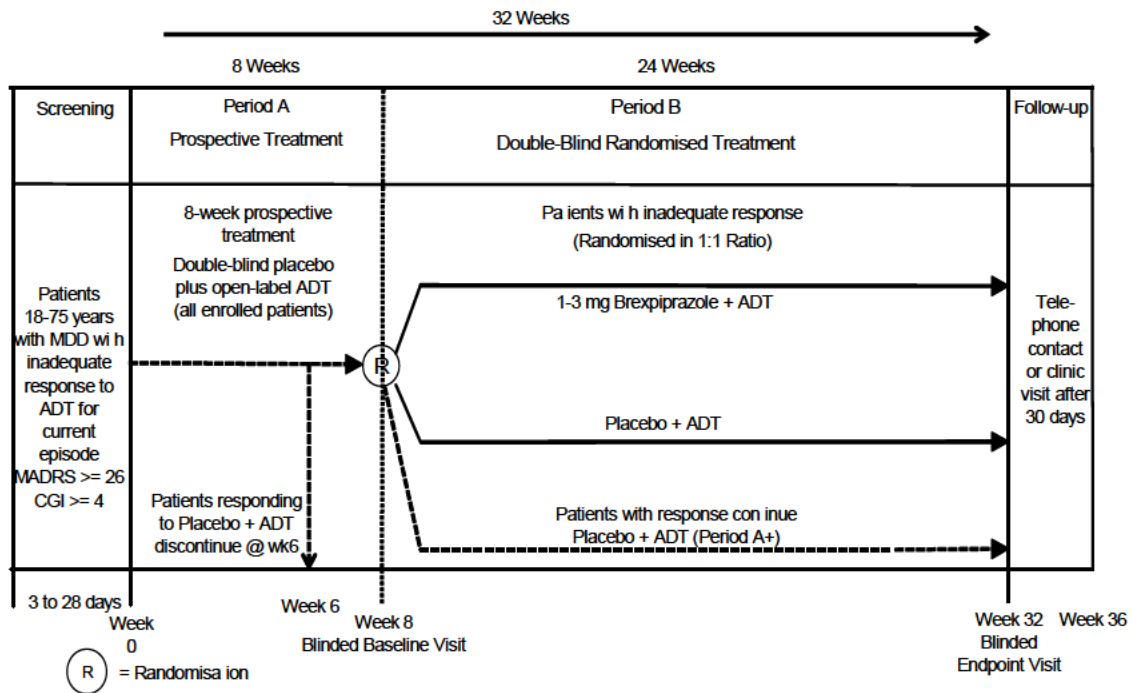 32 Weeks
8 Weeks
24 Weeks
Screening
Period A
Prospective Treatment
Period B
Double-Blind Randomised Treatment
Follow-up
Patients
18-75 years
with MDD wi h
inadequate
response to
ADT for
current
episode
MADRS >= 26
CGI >= 4
8-week prospective
treatment
Double-blind placebo
plus open-label ADT
(all enrolled patients)
Patients responding
to Placebo + ADT
discontinue @ wk6
R
Pa ients wi h inadequate response
(Randomised in 1:1 Ratio)
1-3 mg Brexpiprazole + ADT
Placebo + ADT
Patients with response con inue
Placebo + ADT (Period A+)
Tele-
phone
contact
or clinic
visit after
30 days
3 to 28 days
Week
0
Week 6
Week 8
Blinded Baseline Visit
Week 32
Blinded
Endpoint Visit
Week 36
R = Randomisa ion